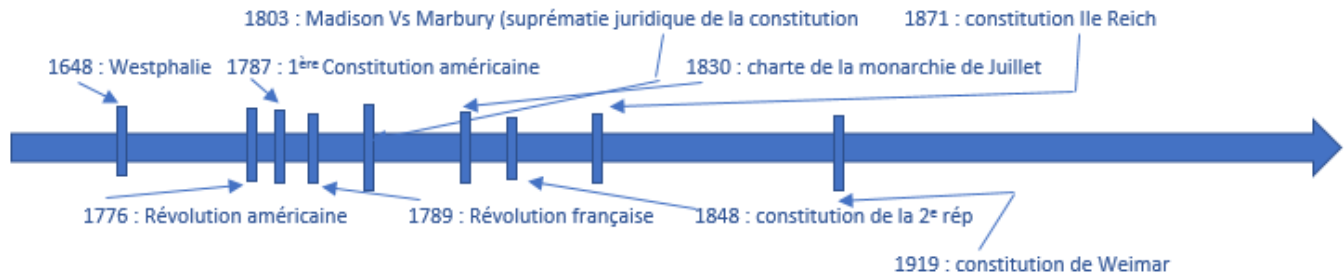 1803 : Madison Vs Marbury (suprématie juridique de la constitution
1871 : constitution IIe Reich
1648 : Westphalie
1787 : 1ère Constitution américaine
1830 : charte de la monarchie de Juillet
1776 : Révolution américaine
1789 : Révolution française
1848 : constitution de la 2e rép
1919 : constitution de Weimar